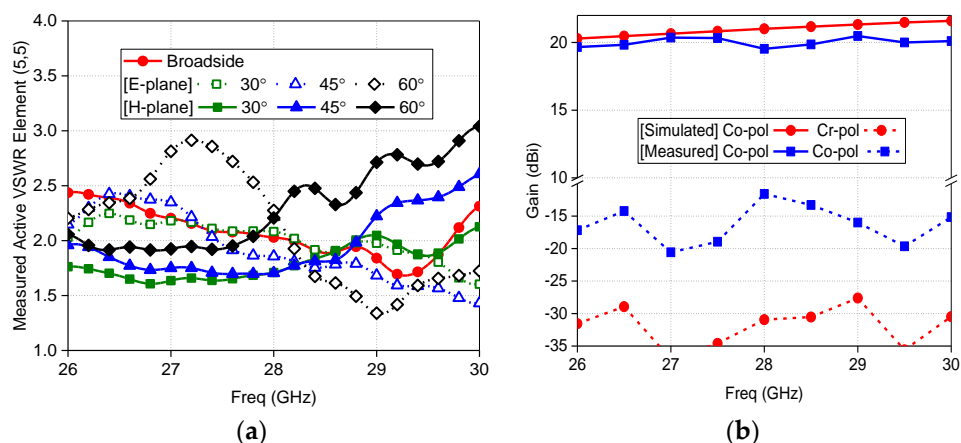 Measured Active VSWR Element (5,5)
4.0
3.5
3.0
2.5
2.0
1.5
1.0
Broadside
[E-plane] 30° 45° 60°
[H-plane] 30° 45° 60°
26 27 28 29 30
Freq (GHz)
(a)
Gain (dBi)
20
15
10
-15
-20
-25
-30
-35
[Simulated] Co-pol Cr-pol
[Measured] Co-pol Co-pol
26 27 28 29 30
Freq (GHz)
(b)